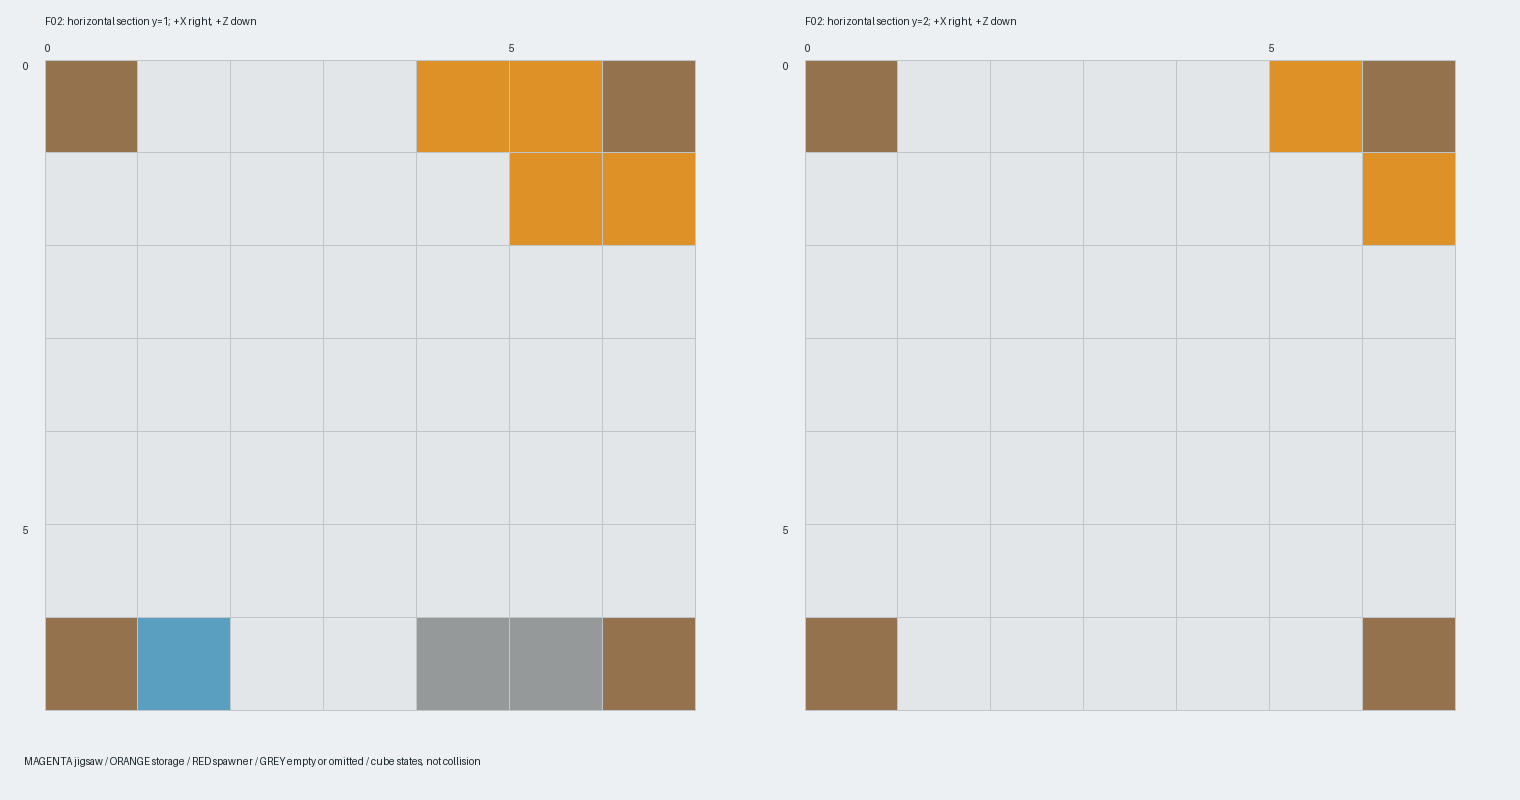 F02: horizontal section y=1; +X right, +Z down
F02: horizontal section y=2; +X right, +Z down
0 5
0 5
0
0
5
5
MAGENTA jigsaw / ORANGE storage / RED spawner / GREY empty or omitted / cube states, not collision